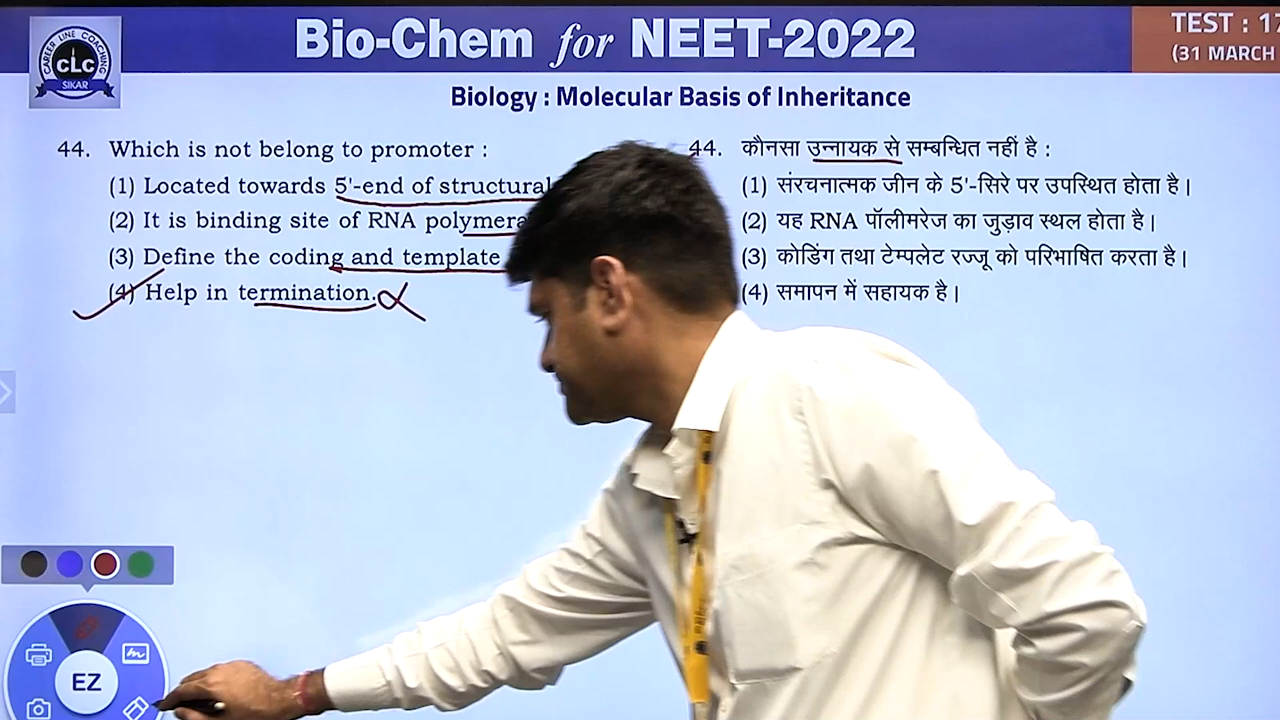 CAREER LINE COACHING
CLC
SIKAR
Bio-Chem for NEET-2022
TEST : 17
(31 MARCH
Biology : Molecular Basis of Inheritance
44. Which is not belong to promoter :
(1) Located towards 5'-end of structural
(2) It is binding site of RNA
(3) Define the coding and template
(4) Help in termination.
44. कौनसा उन्नायक से सम्बन्धित नहीं है :
(1) संरचनात्मक जीन के 5'-सिरे पर उपस्थित होता है।
(2) यह RNA पॉलीमरेज का जुड़ाव स्थल होता है।
(3) कोडिंग तथा टेम्पलेट रज्जू को परिभाषित करता है।
(4) समापन में सहायक है।
EZ